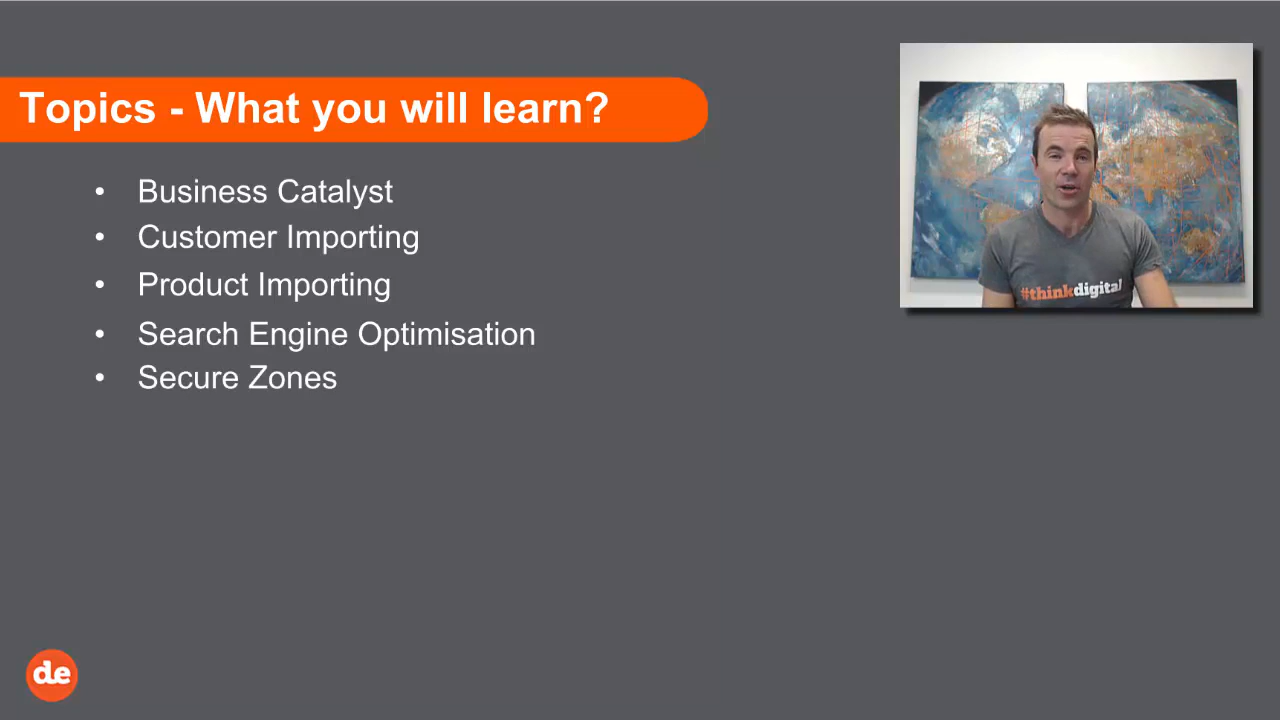 Topics - What you will learn?
• Business Catalyst
• Customer Importing
• Product Importing
• Search Engine Optimisation
• Secure Zones
#thinkdigital
de